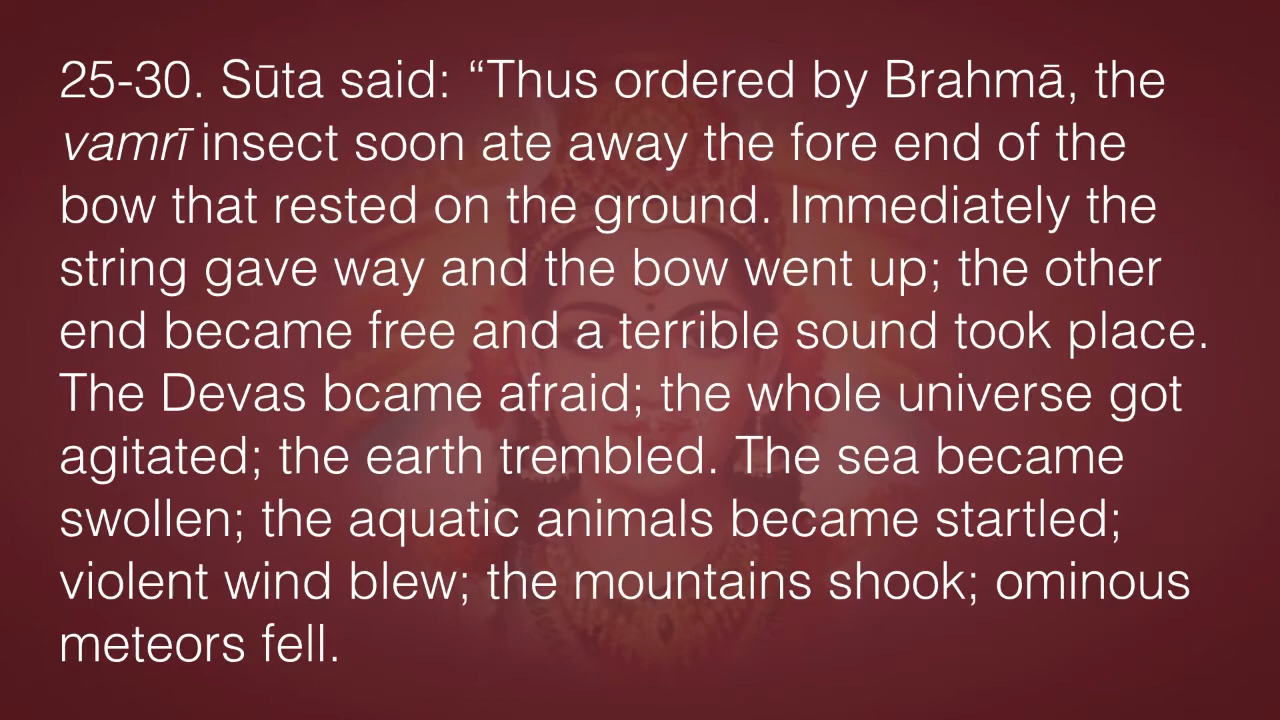 25-30. Sūta said: “Thus ordered by Brahmā, the
vamrī insect soon ate away the fore end of the
bow that rested on the ground. Immediately the
string gave way and the bow went up; the other
end became free and a terrible sound took place.
The Devas bcame afraid; the whole universe got
agitated; the earth trembled. The sea became
swollen; the aquatic animals became startled;
violent wind blew; the mountains shook; ominous
meteors fell.